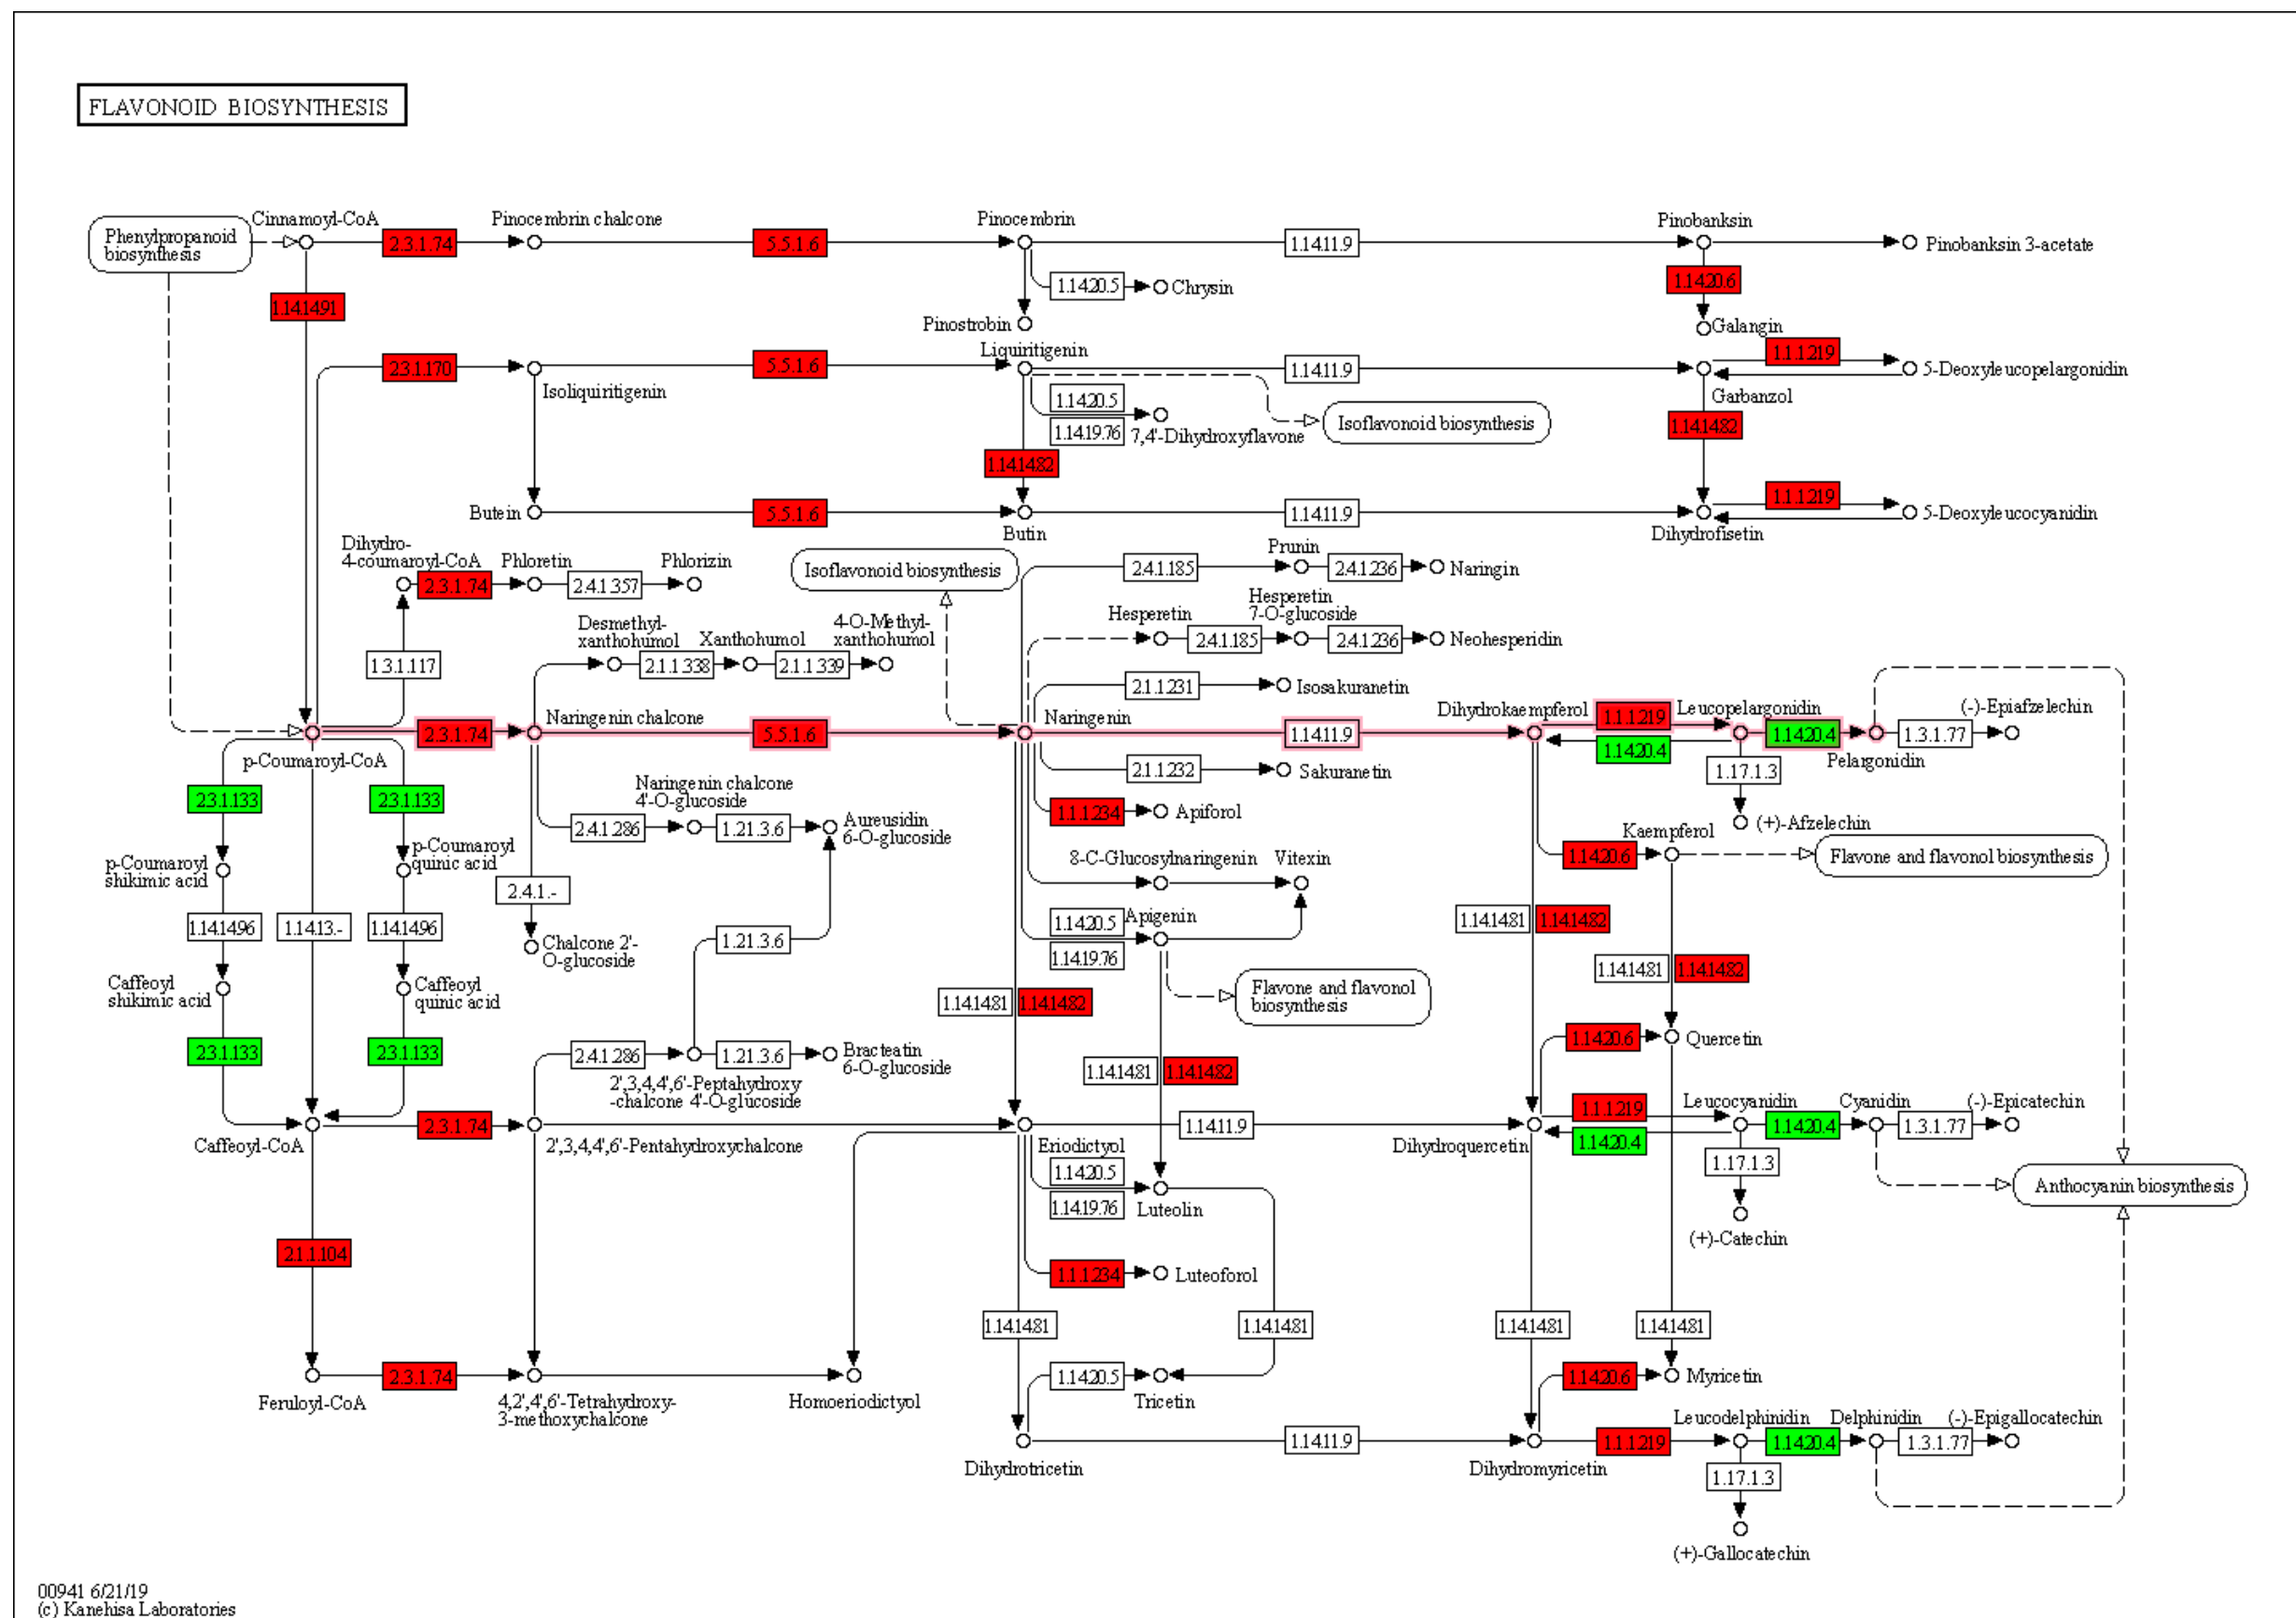 FLAVONOID BIOSYNTHESIS
Cinnamoyl-CoA
Pinocembrin chalcone
Pinocembrin
Pinobanksin
Phenylpropanoid
biosynthesis
2.3.1.74
5.5.1.6
1.14.11.9
Pinobanksin 3-acetate
1.14.14.91
1.14.20.5
Chrysin
1.14.20.6
Pinostrobin
Galangin
Liquiritigenin
2.3.1.170
5.5.1.6
1.14.11.9
1.1.1.219
5-Deoxyleucopelargonidin
Isoliquiritigenin
1.14.20.5
Garbanzol
1.14.19.76
7,4'-Dihydroxyflavone
Isoflavonoid biosynthesis
1.14.14.82
1.14.14.82
Butein
5.5.1.6
Butin
1.14.11.9
Dihydrofisetin
1.1.1.219
5-Deoxyleucocyanidin
Dihydro-
4-coumaroyl-CoA
Phloretin
Phlorizin
2.3.1.74
2.4.1.357
Isoflavonoid biosynthesis
Prunin
2.4.1.185
2.4.1.236
Naringin
Desmethyl-
xanthohumol
Xanthohumol
4-O-Methyl-
xanthohumol
Hesperetin
Hesperetin
7-O-glucoside
2.4.1.185
2.4.1.236
Neohesperidin
1.3.1.117
2.1.1.338
2.1.1.339
2.1.1.231
Isosakuranetin
Naringenin chalcone
Naringenin
Dihydrokaempferol
Leucopelargonidin
(-)-Epiafzelechin
p-Coumaroyl-CoA
2.3.1.74
5.5.1.6
1.14.11.9
1.1.1.219
1.14.20.4
1.14.20.4
Pelargonidin
1.3.1.77
2.1.1.232
Sakuranetin
1.17.1.3
(+)-Afzelechin
2.3.1.133
2.3.1.133
Naringenin chalcone
4'-O-glucoside
2.4.1.286
1.21.3.6
Aureusidin
6-O-glucoside
1.1.1.234
Apiforol
Kaempferol
1.14.20.6
Flavone and flavonol biosynthesis
p-Coumaroyl
shikimic acid
p-Coumaroyl
quinic acid
2.4.1.-
8-C-Glucosylnaringenin
Vitexin
1.14.14.96
1.14.13.-
1.14.14.96
Chalcone 2'-
O-glucoside
1.21.3.6
1.14.20.5
Apigenin
1.14.19.76
1.14.14.81
1.14.14.82
1.14.14.81
1.14.14.82
Caffeoyl
shikimic acid
Caffeoyl
quinic acid
1.14.14.81
1.14.14.82
Flavone and flavonol
biosynthesis
2.3.1.133
2.3.1.133
2.4.1.286
1.21.3.6
Bracteatin
6-O-glucoside
2',3,4,4',6'-Peptahydroxy
-chalcone 4'-O-glucoside
1.14.14.81
1.14.14.82
1.14.20.6
Quercetin
Caffeoyl-CoA
2.3.1.74
2',3,4,4',6'-Pentahydroxychalcone
Eriodictyol
1.14.11.9
Dihydroquercetin
1.1.1.219
1.14.20.4
Leucocyanidin
1.14.20.4
Cyanidin
1.3.1.77
(-)-Epicatechin
1.14.20.5
1.14.19.76
Luteolin
1.17.1.3
(+)-Catechin
Anthocyanin biosynthesis
2.1.1.104
1.1.1.234
Luteoforol
1.14.14.81
1.14.14.81
1.14.14.81
1.14.14.81
Feruloyl-CoA
2.3.1.74
4,2',4',6'-Tetrahydroxy-
3-methoxychalcone
Homoeriodictyol
1.14.20.5
Tricetin
1.14.20.6
Myricetin
Dihydrotricetin
1.14.11.9
Dihydromyricetin
1.1.1.219
Leucodelphinidin
1.14.20.4
Delphinidin
1.3.1.77
(-)-Epigallocatechin
1.17.1.3
(+)-Gallocatechin
00941 6/21/19
(c) Kanehisa Laboratories